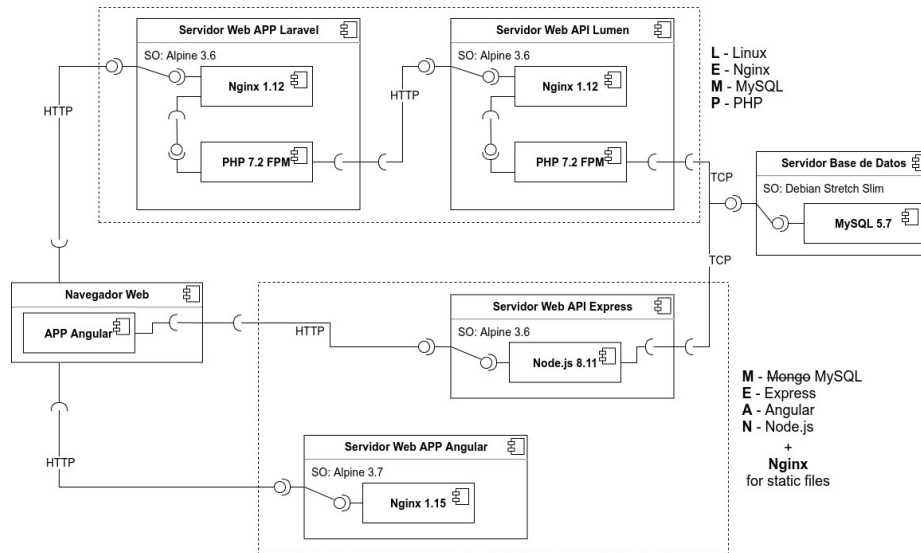 Servidor Web APP Laravel
SO: Alpine 3.6
Nginx 1.12
PHP 7.2 FPM
Servidor Web API Lumen
SO: Alpine 3.6
Nginx 1.12
PHP 7.2 FPM
HTTP
HTTP
L - Linux
E - Nginx
M - MySQL
P - PHP
TCP
Servidor Base de Datos
SO: Debian Stretch Slim
MySQL 5.7
TCP
Navegador Web
APP Angular
HTTP
Servidor Web API Express
SO: Alpine 3.6
Node.js 8.11
M - Mongo MySQL
E - Express
A - Angular
N - Node.js
+
Nginx
for static files
HTTP
Servidor Web APP Angular
SO: Alpine 3.7
Nginx 1.15